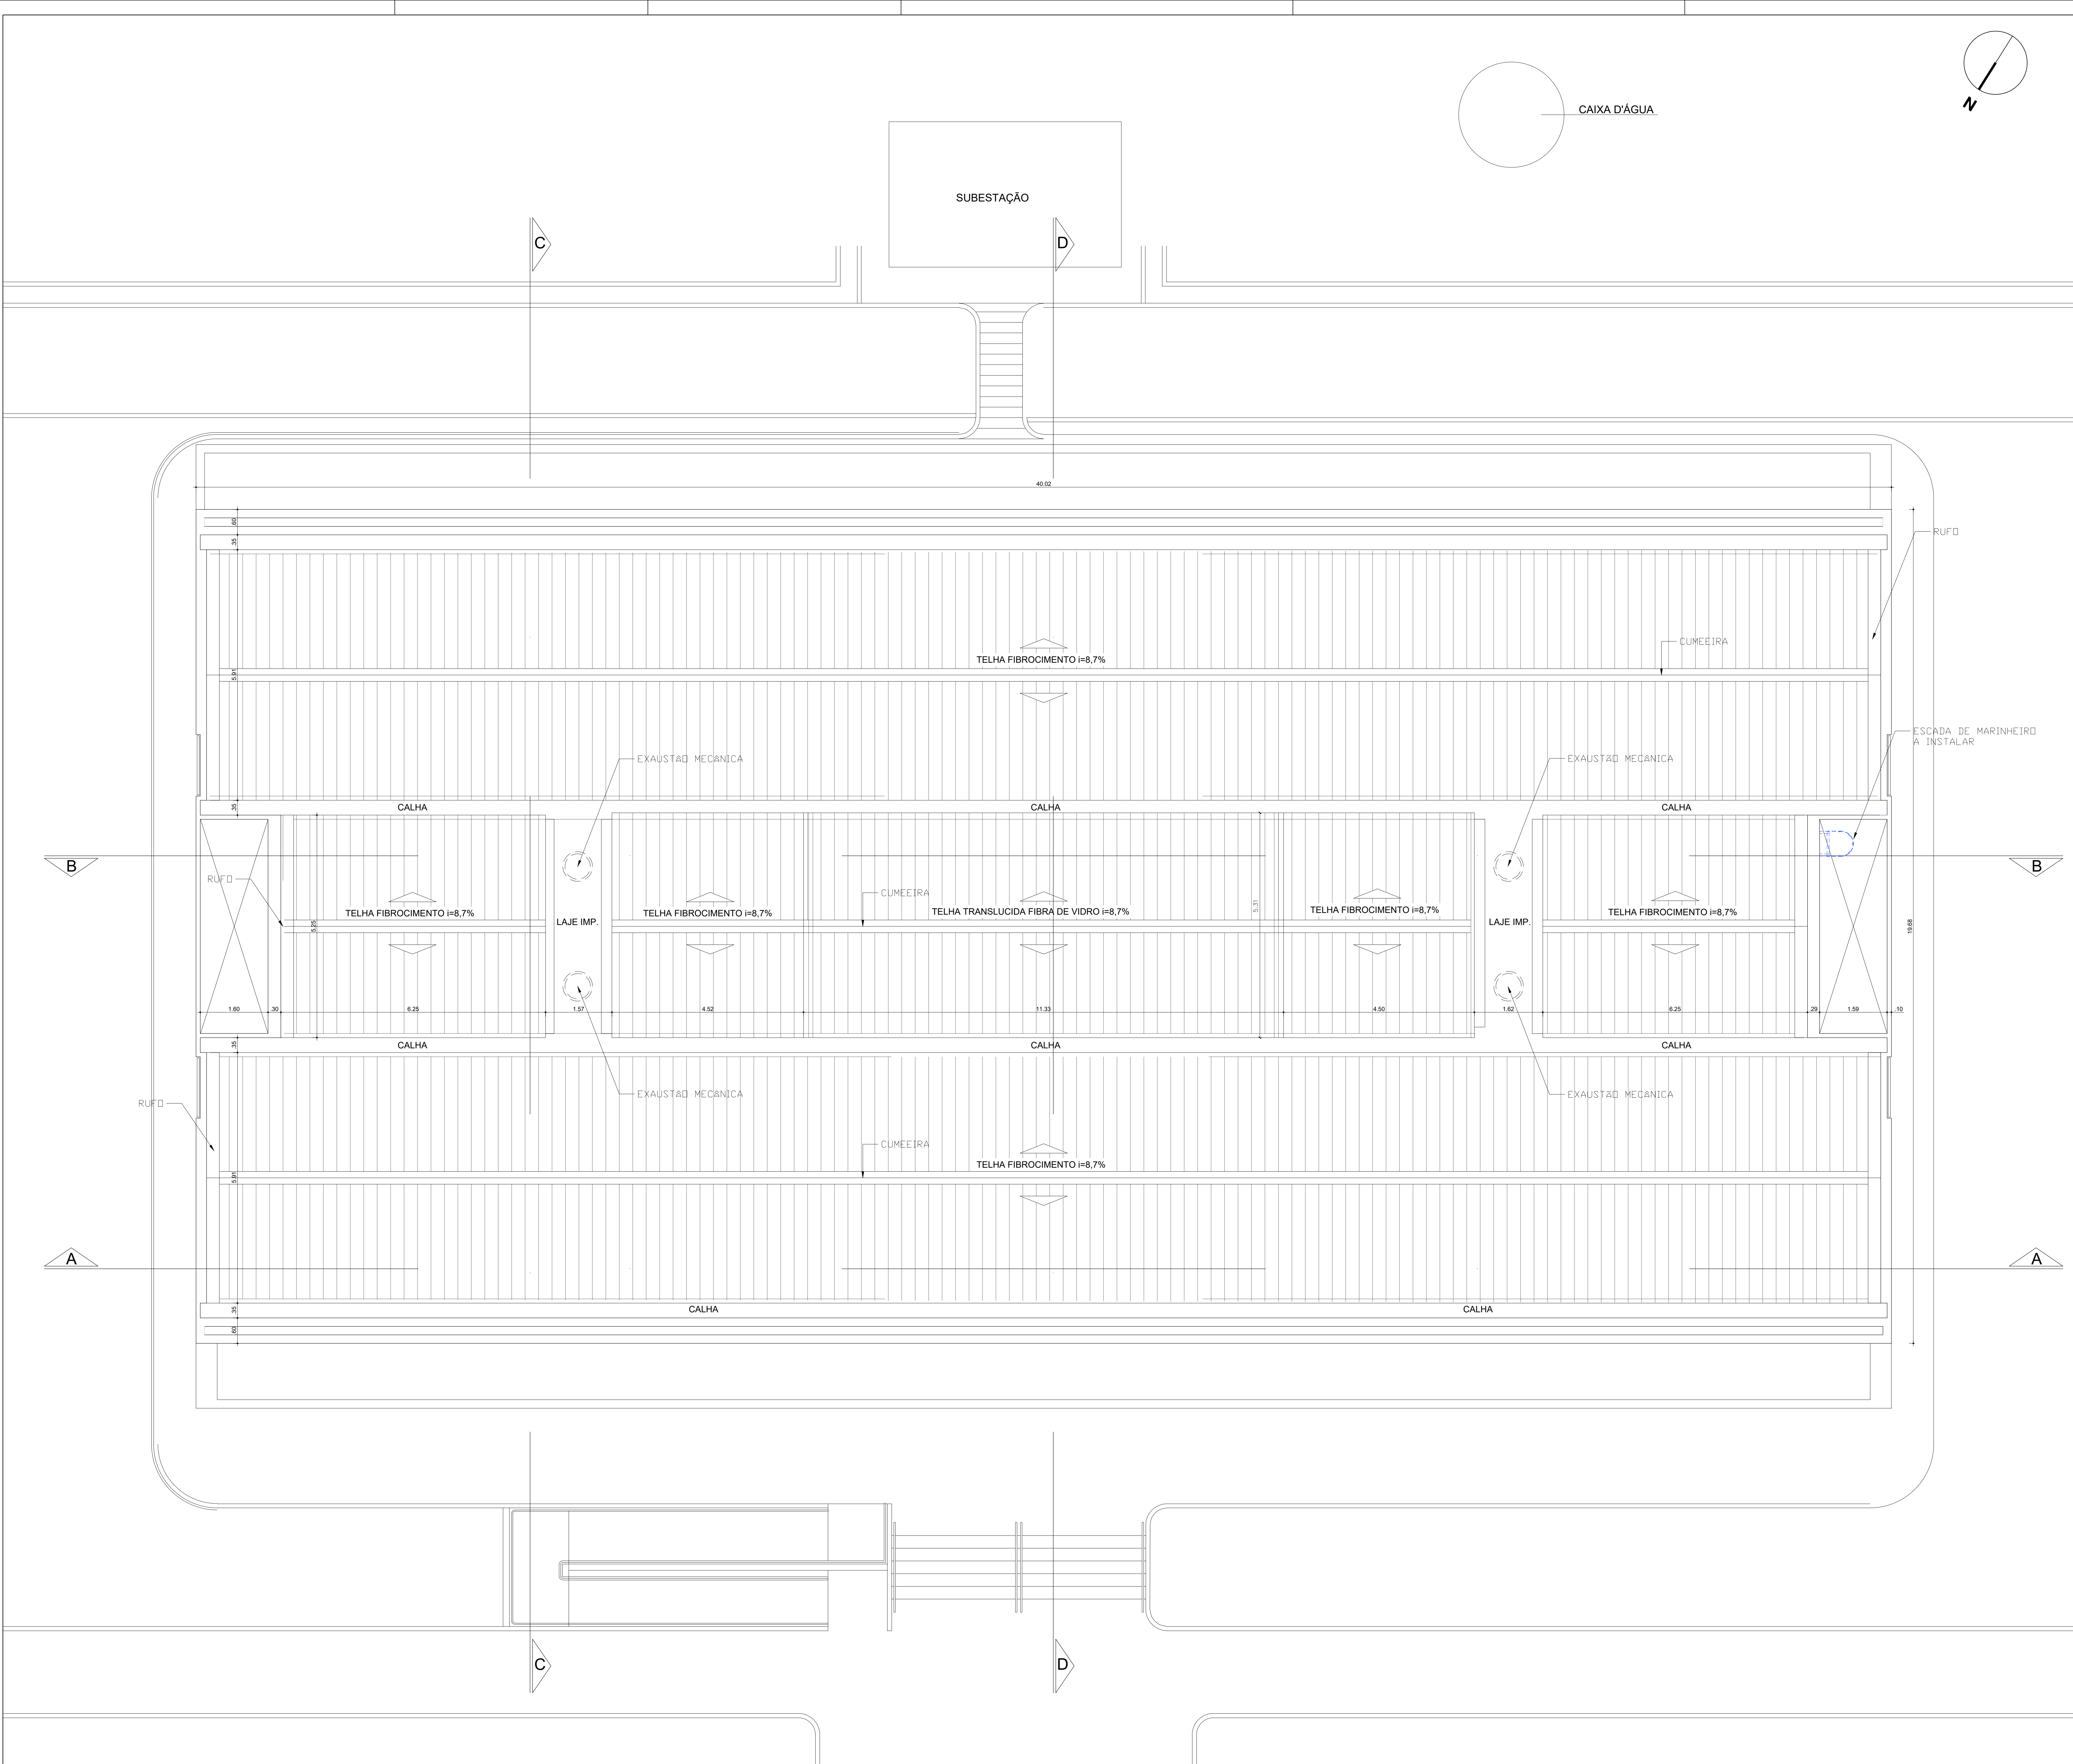 N
CAIXA D'ÁGUA
SUBESTAÇÃO
C
D
40.02
.60
RUFO
.35
CUMEEIRA
TELHA FIBROCIMENTO i=8,7%
5.91
ESCADA DE MARINHEIRO
A INSTALAR
EXAUSTÃO MECÂNICA
EXAUSTÃO MECÂNICA
.35
CALHA
CALHA
CALHA
B
B
RUFO
CUMEEIRA
5.31
TELHA FIBROCIMENTO i=8,7%
TELHA FIBROCIMENTO i=8,7%
TELHA TRANSLUCIDA FIBRA DE VIDRO i=8,7%
TELHA FIBROCIMENTO i=8,7%
TELHA FIBROCIMENTO i=8,7%
5.25
LAJE IMP.
LAJE IMP.
19.68
1.60
.30
6.25
1.57
4.52
11.33
4.50
1.62
6.25
.29
1.59
.10
.35
CALHA
CALHA
CALHA
EXAUSTÃO MECÂNICA
EXAUSTÃO MECÂNICA
RUFO
CUMEEIRA
TELHA FIBROCIMENTO i=8,7%
5.91
A
A
.35
CALHA
CALHA
.60
C
D